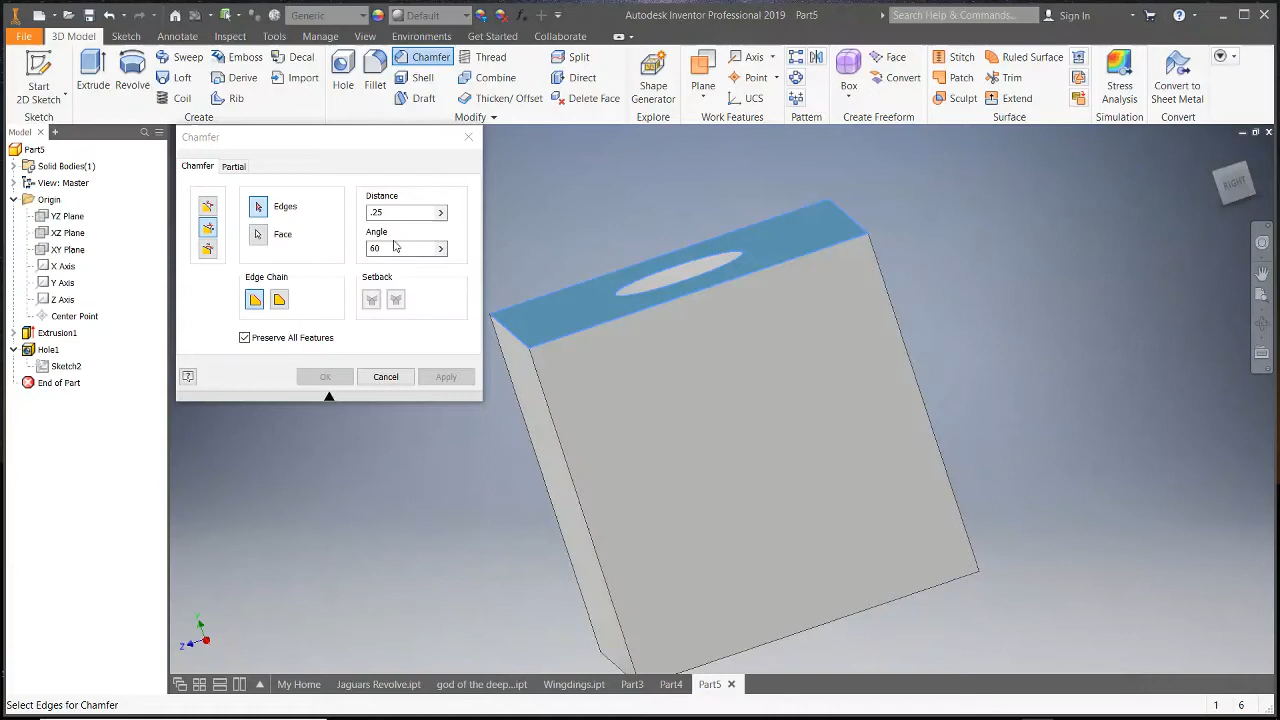 Generic Default fx Autodesk Inventor Professional 2019 Part5 Search Help & Commands... Sign In
File 3D Model Sketch Annotate Inspect Tools Manage View Environments Get Started Collaborate
Start 2D Sketch
Sketch
Extrude Revolve Sweep Emboss Decal
Loft Derive Import
Coil Rib
Create
Hole Fillet Chamfer Thread Split
Shell Combine Direct
Draft Thicken/ Offset Delete Face
Modify
Shape Generator
Explore
Plane Axis
Point
UCS
Work Features
Pattern
Box Face
Convert
Create Freeform
Stitch Ruled Surface
Patch Trim
Sculpt Extend
Surface
Stress Analysis
Simulation
Convert to Sheet Metal
Convert
Model
Part5
Solid Bodies(1)
View: Master
Origin
YZ Plane
XZ Plane
XY Plane
X Axis
Y Axis
Z Axis
Center Point
Extrusion1
Hole1
Sketch2
End of Part
Chamfer
Chamfer Partial
Edges
Face
Distance
.25
Angle
60
Edge Chain
Setback
Preserve All Features
OK Cancel Apply
RIGHT
Y
Z
My Home Jaguars Revolve.ipt god of the deep...ipt Wingdings.ipt Part3 Part4 Part5
Select Edges for Chamfer 1 6